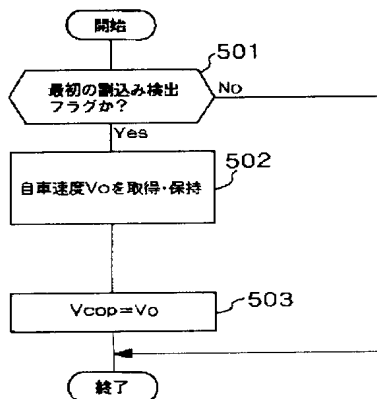 開始
501
最初の割込み検出
フラグか?
No
Yes
502
自車速度Voを取得・保持
503
Vcop=Vo
終了